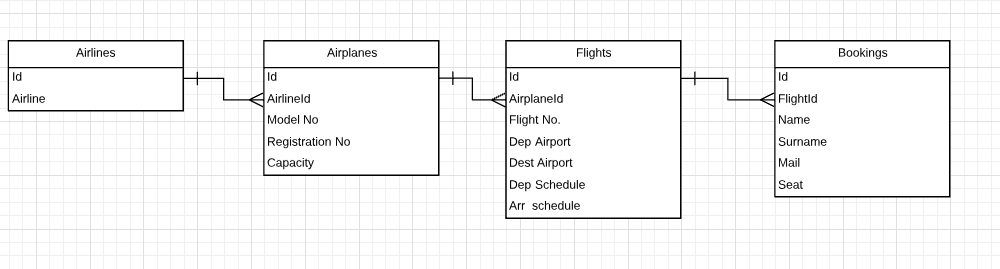 Airlines
Id
Airline
Airplanes
Id
AirlineId
Model No
Registration No
Capacity
Flights
Id
AirplaneId
Flight No.
Dep Airport
Dest Airport
Dep Schedule
Arr  schedule
Bookings
Id
FlightId
Name
Surname
Mail
Seat